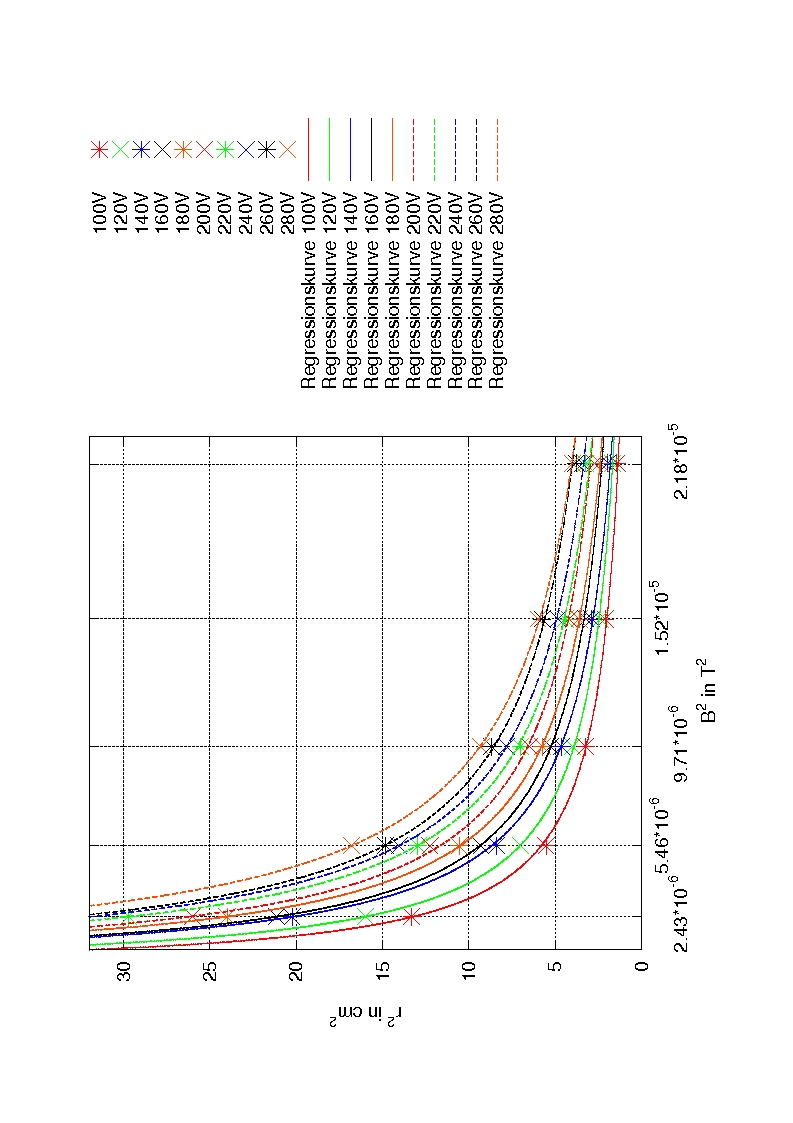 100V
120V
140V
160V
180V
200V
220V
240V
260V
280V
Regressionskurve 100V
Regressionskurve 120V
Regressionskurve 140V
Regressionskurve 160V
Regressionskurve 180V
Regressionskurve 200V
Regressionskurve 220V
Regressionskurve 240V
Regressionskurve 260V
Regressionskurve 280V
30
25
20
15
10
5
0
r² in cm²
2.43*10⁻⁶
5.46*10⁻⁶
9.71*10⁻⁶
1.52*10⁻⁵
2.18*10⁻⁵
B² in T²